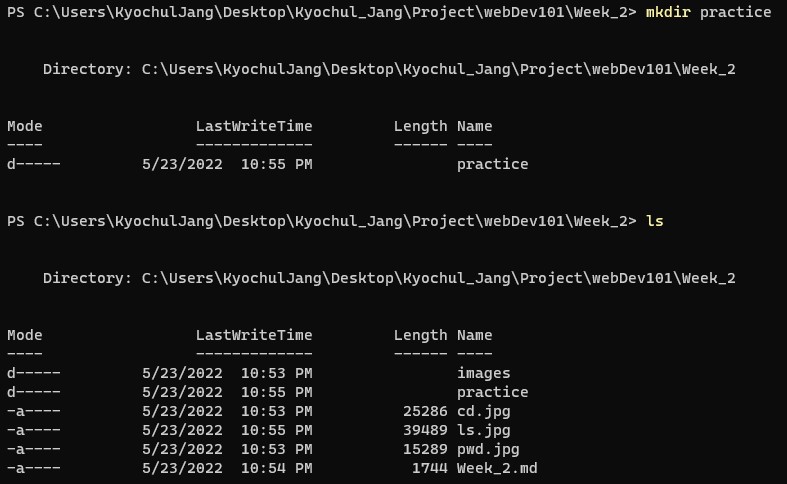 PS C:\Users\KyochulJang\Desktop\Kyochul_Jang\Project\webDev101\Week_2> mkdir practice
Directory: C:\Users\KyochulJang\Desktop\Kyochul_Jang\Project\webDev101\Week_2
Mode                 LastWriteTime         Length Name
----                 -------------         ------ ----
d-----         5/23/2022  10:55 PM                practice
PS C:\Users\KyochulJang\Desktop\Kyochul_Jang\Project\webDev101\Week_2> ls
Directory: C:\Users\KyochulJang\Desktop\Kyochul_Jang\Project\webDev101\Week_2
Mode                 LastWriteTime         Length Name
----                 -------------         ------ ----
d-----         5/23/2022  10:53 PM                images
d-----         5/23/2022  10:55 PM                practice
-a----         5/23/2022  10:53 PM          25286 cd.jpg
-a----         5/23/2022  10:55 PM          39489 ls.jpg
-a----         5/23/2022  10:53 PM          15289 pwd.jpg
-a----         5/23/2022  10:54 PM           1744 Week_2.md